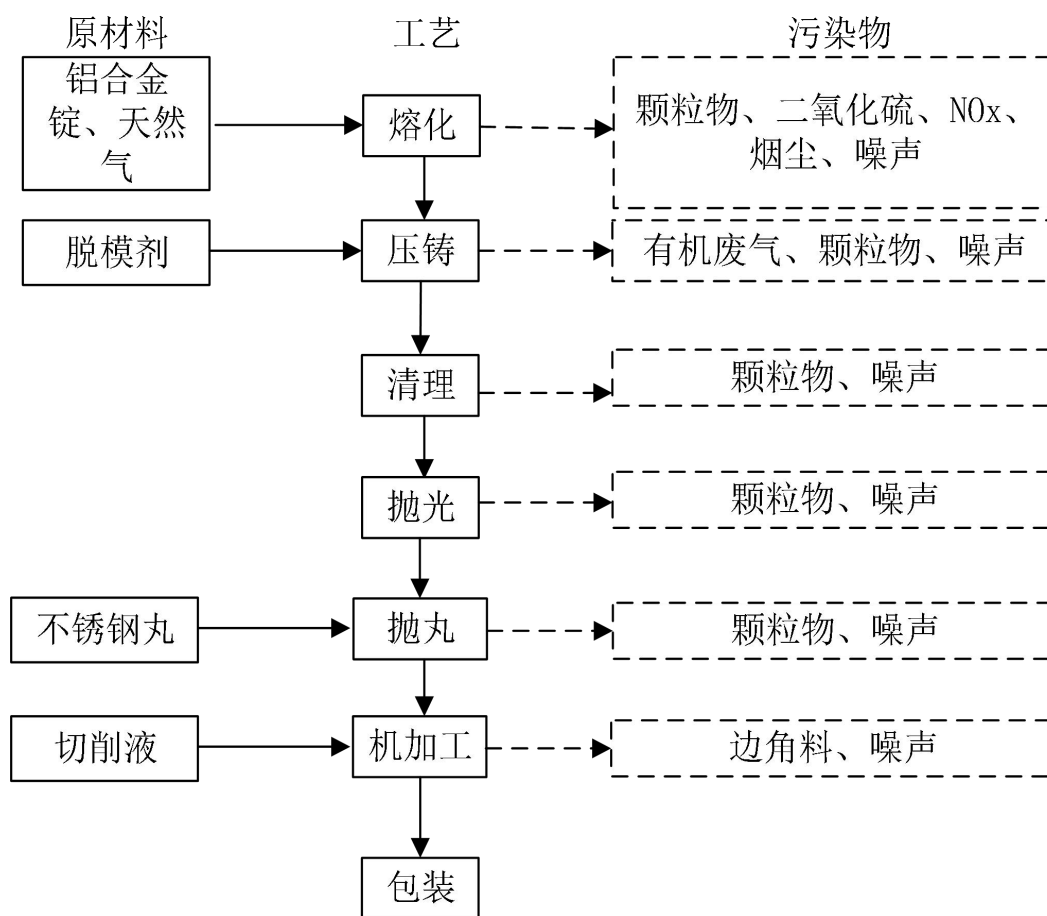 原材料
工艺
污染物
铝合金
锭、天然
气
熔化
颗粒物、二氧化硫、NOx、
烟尘、噪声
脱模剂
压铸
有机废气、颗粒物、噪声
清理
颗粒物、噪声
抛光
颗粒物、噪声
不锈钢丸
抛丸
颗粒物、噪声
切削液
机加工
边角料、噪声
包装